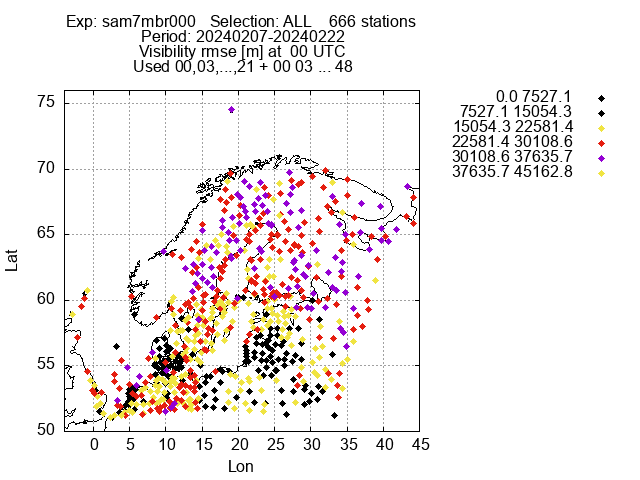 Exp: sam7mbr000 Selection: ALL 666 stations
Period: 20240207-20240222
Visibility rmse [m] at 00 UTC
Used 00,03,...,21 + 00 03 ... 48
0.0 7527.1
7527.1 15054.3
15054.3 22581.4
22581.4 30108.6
30108.6 37635.7
37635.7 45162.8
75
70
65
60
55
50
Lat
0 5 10 15 20 25 30 35 40 45
Lon